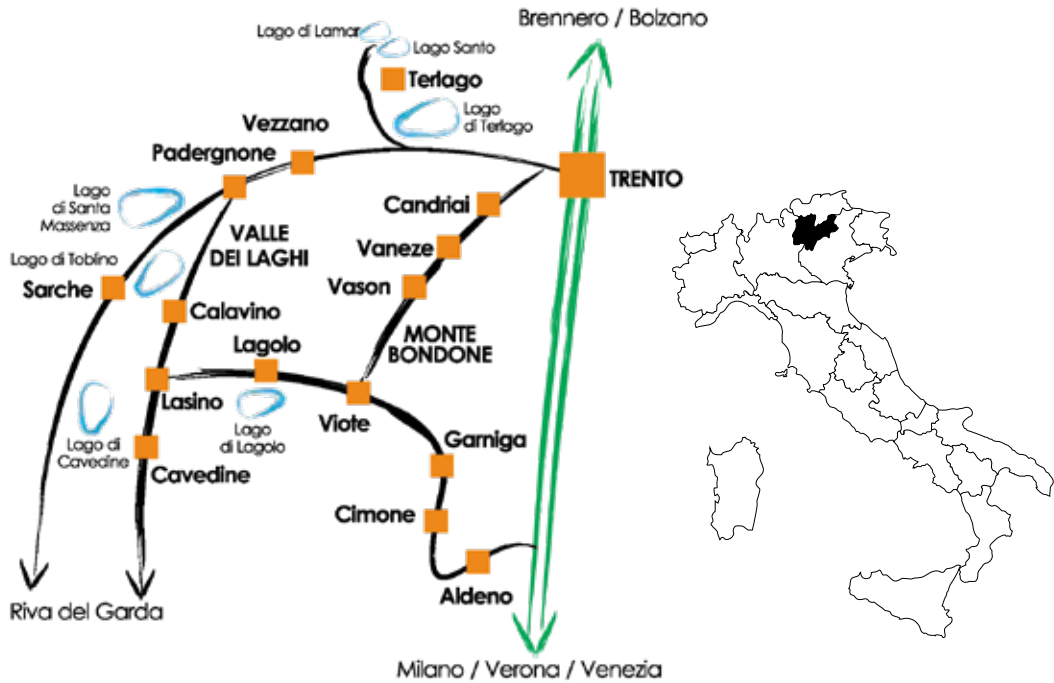 Brennero / Bolzano
Lago di Lamar
Lago Santo
Terlago
Lago
di Terlago
Vezzano
Padergnone
TRENTO
Lago
di Santa
Massenza
Candriai
VALLE
DEI LAGHI
Vaneze
Lago di Toblino
Sarche
Vason
Calavino
MONTE
BONDONE
Lagolo
Lasino
Viote
Lago
di Lagolo
Lago di
Cavedine
Garniga
Cavedine
Cimone
Aldeno
Riva del Garda
Milano / Verona / Venezia